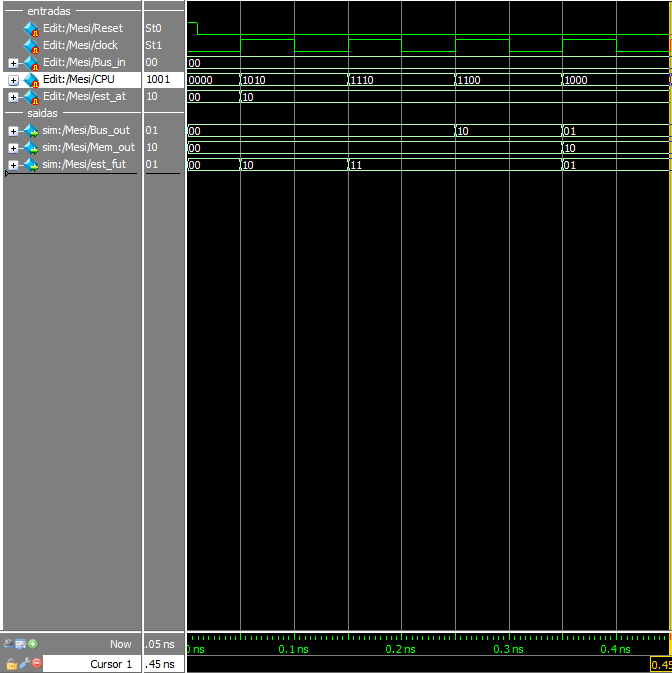 entradas
Edit:/Mesi/Reset St0
Edit:/Mesi/clock St1
Edit:/Mesi/Bus_in 00 00
Edit:/Mesi/CPU 1001 0000 1010 1110 1100 1000
Edit:/Mesi/est_at 10 00 10
saidas
sim:/Mesi/Bus_out 01 00 10 01
sim:/Mesi/Mem_out 10 00 10
sim:/Mesi/est_fut 01 00 10 11 01
Now .05 ns 0 ns 0.1 ns 0.2 ns 0.3 ns 0.4 ns
Cursor 1 .45 ns 0.45